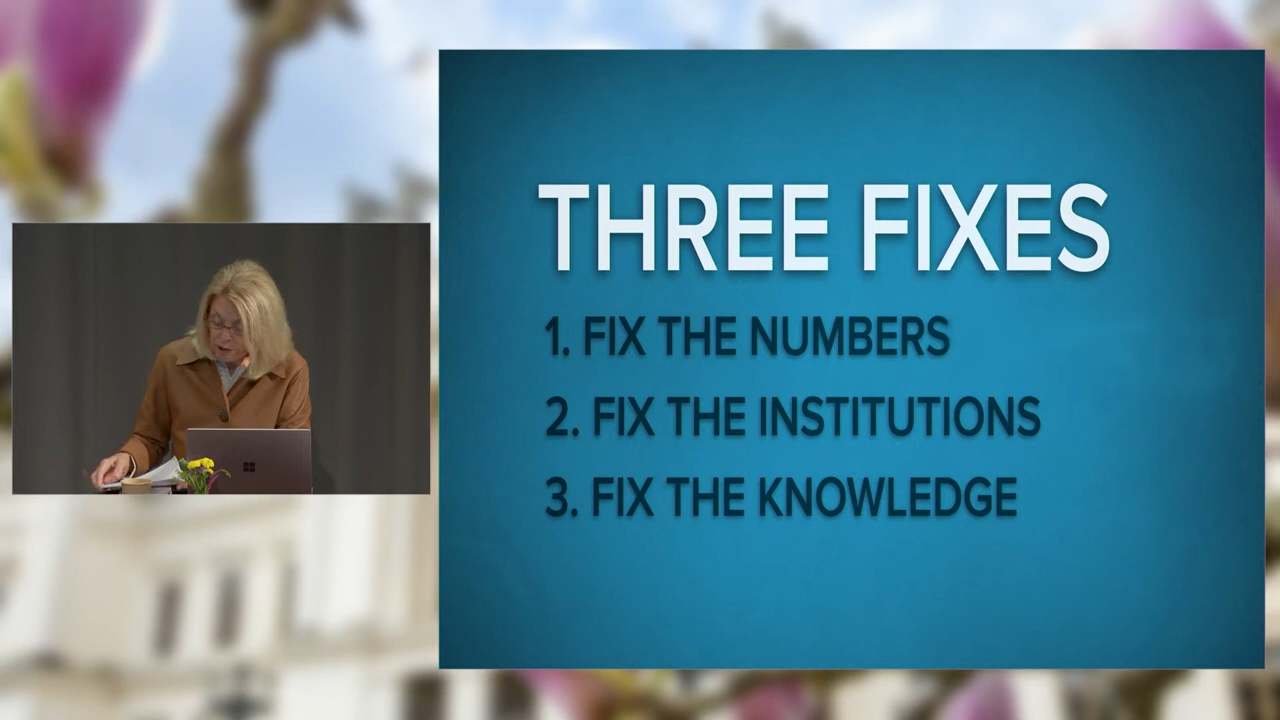 THREE FIXES
1. FIX THE NUMBERS
2. FIX THE INSTITUTIONS
3. FIX THE KNOWLEDGE